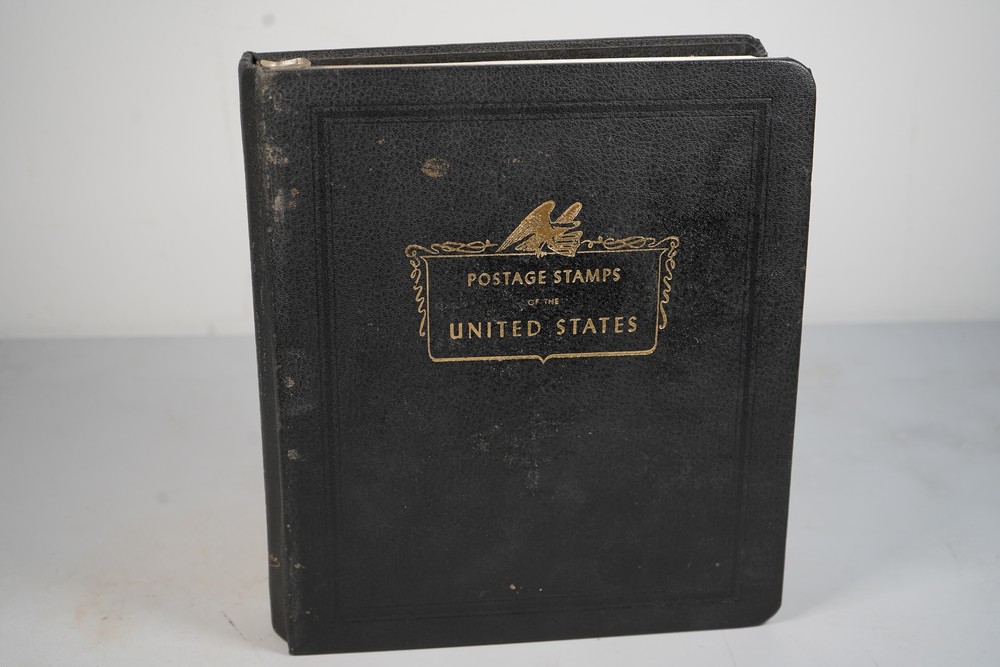 POSTAGE STAMPS
OF THE
UNITED STATES